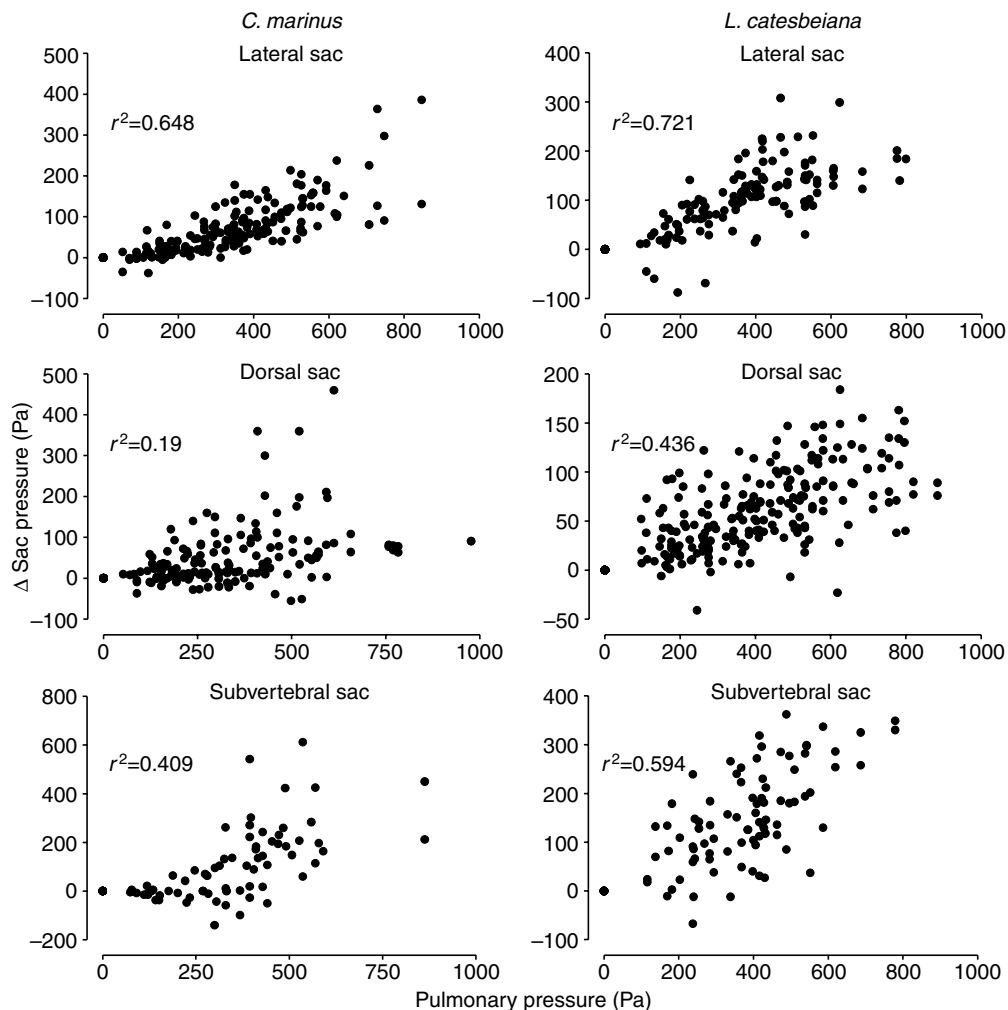 C. marinus
L. catesbeiana
Lateral sac
500
400
300
200
100
0
−100
r²=0.648
0 200 400 600 800 1000
Lateral sac
400
300
200
100
0
−100
r²=0.721
0 200 400 600 800 1000
Δ Sac pressure (Pa)
Dorsal sac
500
400
300
200
100
0
−100
r²=0.19
0 250 500 750 1000
Dorsal sac
200
150
100
50
0
−50
r²=0.436
0 200 400 600 800 1000
Subvertebral sac
800
600
400
200
0
−200
r²=0.409
0 250 500 750 1000
Subvertebral sac
400
300
200
100
0
−100
r²=0.594
0 200 400 600 800 1000
Pulmonary pressure (Pa)